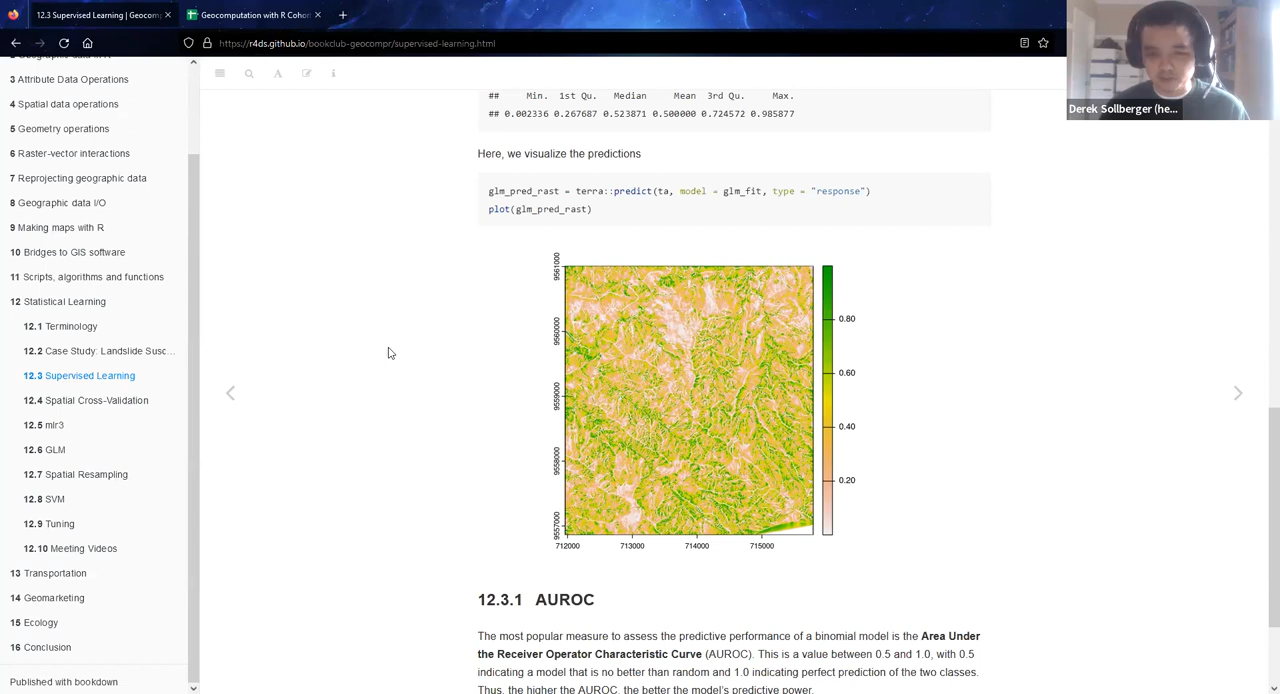 12.3 Supervised Learning | Geocom
Geocomputation with R Cohor
https://r4ds.github.io/bookclub-geocompr/supervised-learning.html
Derek Sollberger (he...
3 Attribute Data Operations
4 Spatial data operations
5 Geometry operations
6 Raster-vector interactions
7 Reprojecting geographic data
8 Geographic data I/O
9 Making maps with R
10 Bridges to GIS software
11 Scripts, algorithms and functions
12 Statistical Learning
12.1 Terminology
12.2 Case Study: Landslide Susc...
12.3 Supervised Learning
12.4 Spatial Cross-Validation
12.5 mlr3
12.6 GLM
12.7 Spatial Resampling
12.8 SVM
12.9 Tuning
12.10 Meeting Videos
13 Transportation
14 Geomarketing
15 Ecology
16 Conclusion
Published with bookdown
## Min. 1st Qu. Median Mean 3rd Qu. Max.
## 0.002336 0.267687 0.523871 0.500000 0.724572 0.985877
Here, we visualize the predictions
glm_pred_rast = terra::predict(ta, model = glm_fit, type = "response")
plot(glm_pred_rast)
9561000
9560000
9559000
9558000
9557000
712000 713000 714000 715000
0.80
0.60
0.40
0.20
12.3.1 AUROC
The most popular measure to assess the predictive performance of a binomial model is the Area Under
the Receiver Operator Characteristic Curve (AUROC). This is a value between 0.5 and 1.0, with 0.5
indicating a model that is no better than random and 1.0 indicating perfect prediction of the two classes.
Thus, the higher the AUROC, the better the model's predictive power.